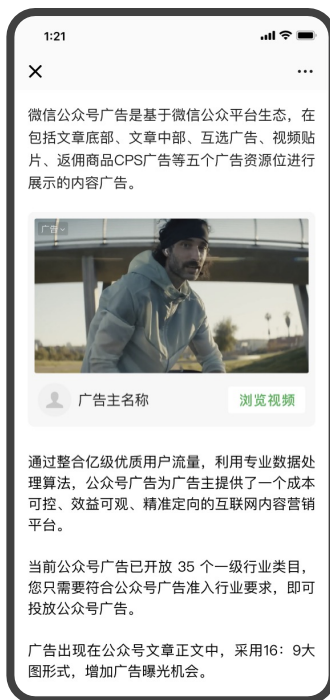 1:21
微信公众号广告是基于微信公众平台生态，在
包括文章底部、文章中部、互选广告、视频贴
片、返佣商品CPS广告等五个广告资源位进行
展示的内容广告。
广告
广告主名称
浏览视频
通过整合亿级优质用户流量，利用专业数据处
理算法，公众号广告为广告主提供了一个成本
可控、效益可观、精准定向的互联网内容营销
平台。
当前公众号广告已开放 35 个一级行业类目，
您只需要符合公众号广告准入行业要求，即可
投放公众号广告。
广告出现在公众号文章正文中，采用16：9大
图形式，增加广告曝光机会。